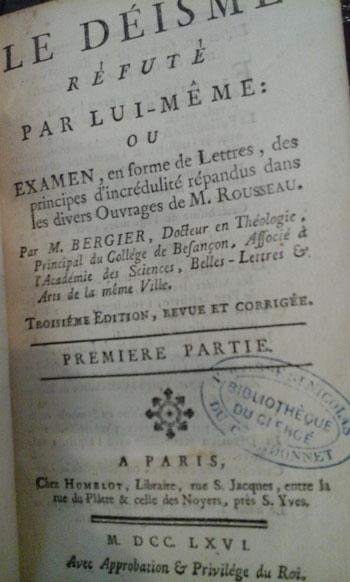 LE DÉISME
RÉFUTÉ
PAR LUI-MÊME:
OU
EXAMEN, en forme de Lettres, des
principes d'incrédulité répandus dans
les divers Ouvrages de M. ROUSSEAU.
Par M. BERGIER, Docteur en Théologie,
Principal du Collége de Besançon, Associé à
l'Académie des Sciences, Belles-Lettres &
Arts de la même Ville.
TROISIÉME ÉDITION, REVUE ET CORRIGÉE.
PREMIERE PARTIE.
BIBLIOTHÈQUE
DU CLERGÉ
A PARIS,
Chez HUMBLOT, Libraire, rue S. Jacques, entre la
rue du Plâtre & celle des Noyers, près S. Yves.
M. DCC. LXVI.
Avec Approbation & Privilége du Roi.